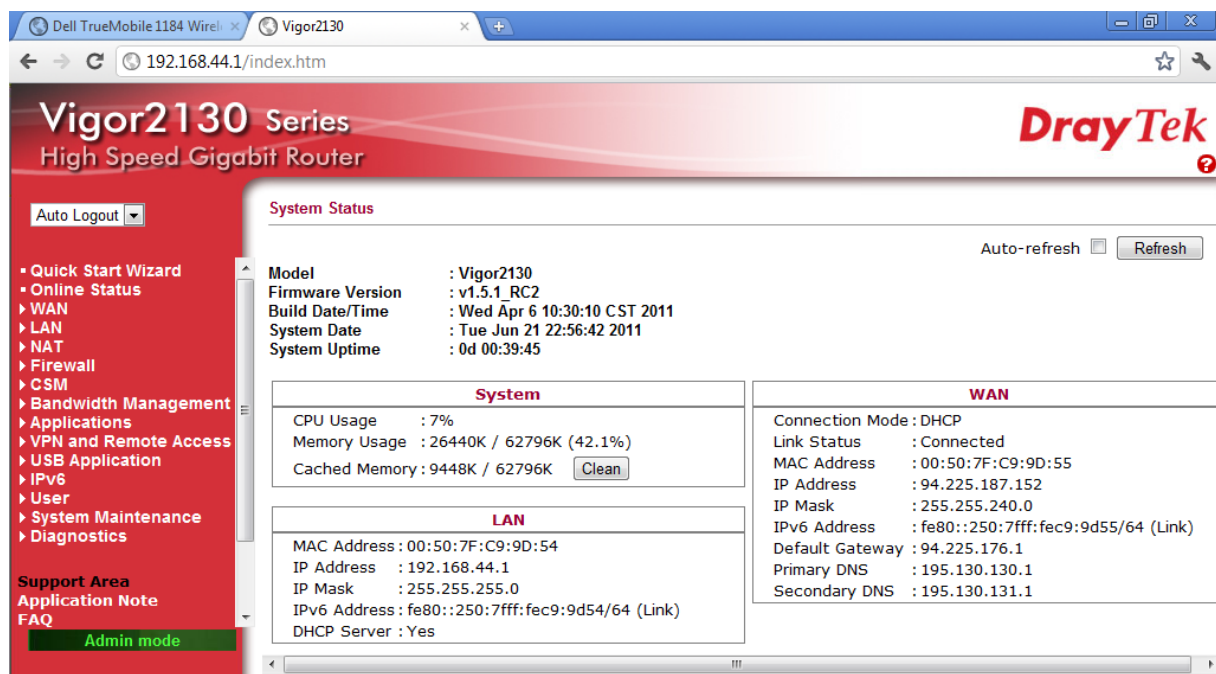 Dell TrueMobile 1184 Wirel
Vigor2130
192.168.44.1/index.htm
Vigor2130 Series
High Speed Gigabit Router
DrayTek
?
Auto Logout
Quick Start Wizard
Online Status
WAN
LAN
NAT
Firewall
CSM
Bandwidth Management
Applications
VPN and Remote Access
USB Application
IPv6
User
System Maintenance
Diagnostics
Support Area
Application Note
FAQ
Admin mode
System Status
Auto-refresh Refresh
Model : Vigor2130
Firmware Version : v1.5.1_RC2
Build Date/Time : Wed Apr 6 10:30:10 CST 2011
System Date : Tue Jun 21 22:56:42 2011
System Uptime : 0d 00:39:45
System
CPU Usage : 7%
Memory Usage : 26440K / 62796K (42.1%)
Cached Memory : 9448K / 62796K Clean
LAN
MAC Address : 00:50:7F:C9:9D:54
IP Address : 192.168.44.1
IP Mask : 255.255.255.0
IPv6 Address : fe80::250:7fff:fec9:9d54/64 (Link)
DHCP Server : Yes
WAN
Connection Mode : DHCP
Link Status : Connected
MAC Address : 00:50:7F:C9:9D:55
IP Address : 94.225.187.152
IP Mask : 255.255.240.0
IPv6 Address : fe80::250:7fff:fec9:9d55/64 (Link)
Default Gateway : 94.225.176.1
Primary DNS : 195.130.130.1
Secondary DNS : 195.130.131.1